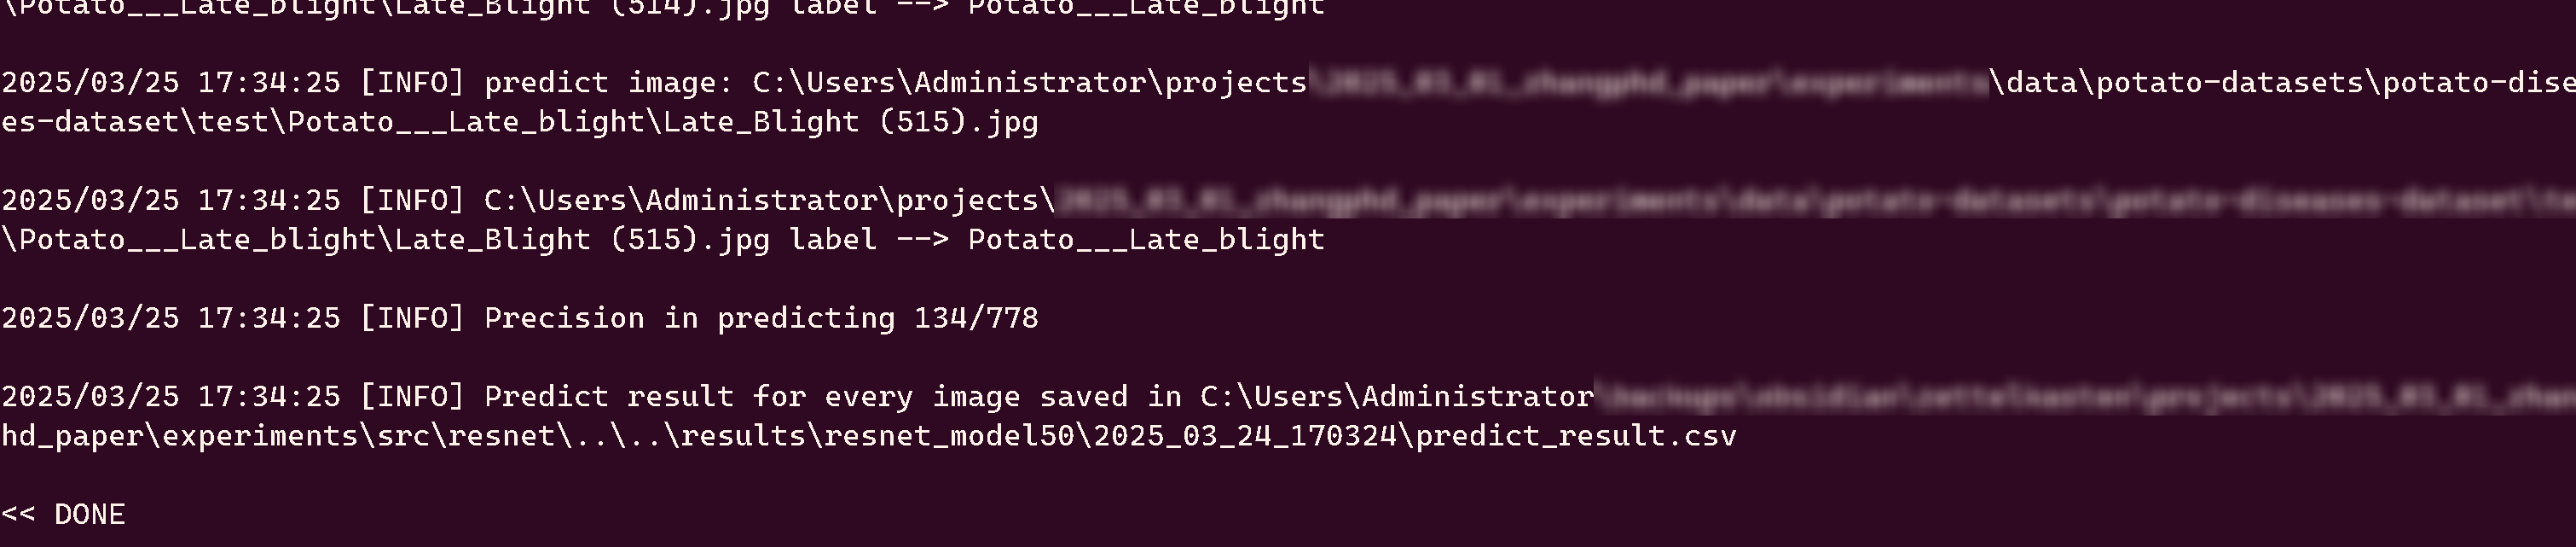 \Potato___Late_blight\Late_Blight (514).jpg label --> Potato___Late_blight
2025/03/25 17:34:25 [INFO] predict image: C:\Users\Administrator\projects \data\potato-datasets\potato-dise
es-dataset\test\Potato___Late_blight\Late_Blight (515).jpg
2025/03/25 17:34:25 [INFO] C:\Users\Administrator\projects\
\Potato___Late_blight\Late_Blight (515).jpg label --> Potato___Late_blight
2025/03/25 17:34:25 [INFO] Precision in predicting 134/778
2025/03/25 17:34:25 [INFO] Predict result for every image saved in C:\Users\Administrator
hd_paper\experiments\src\resnet\..\..\results\resnet_model50\2025_03_24_170324\predict_result.csv
<< DONE